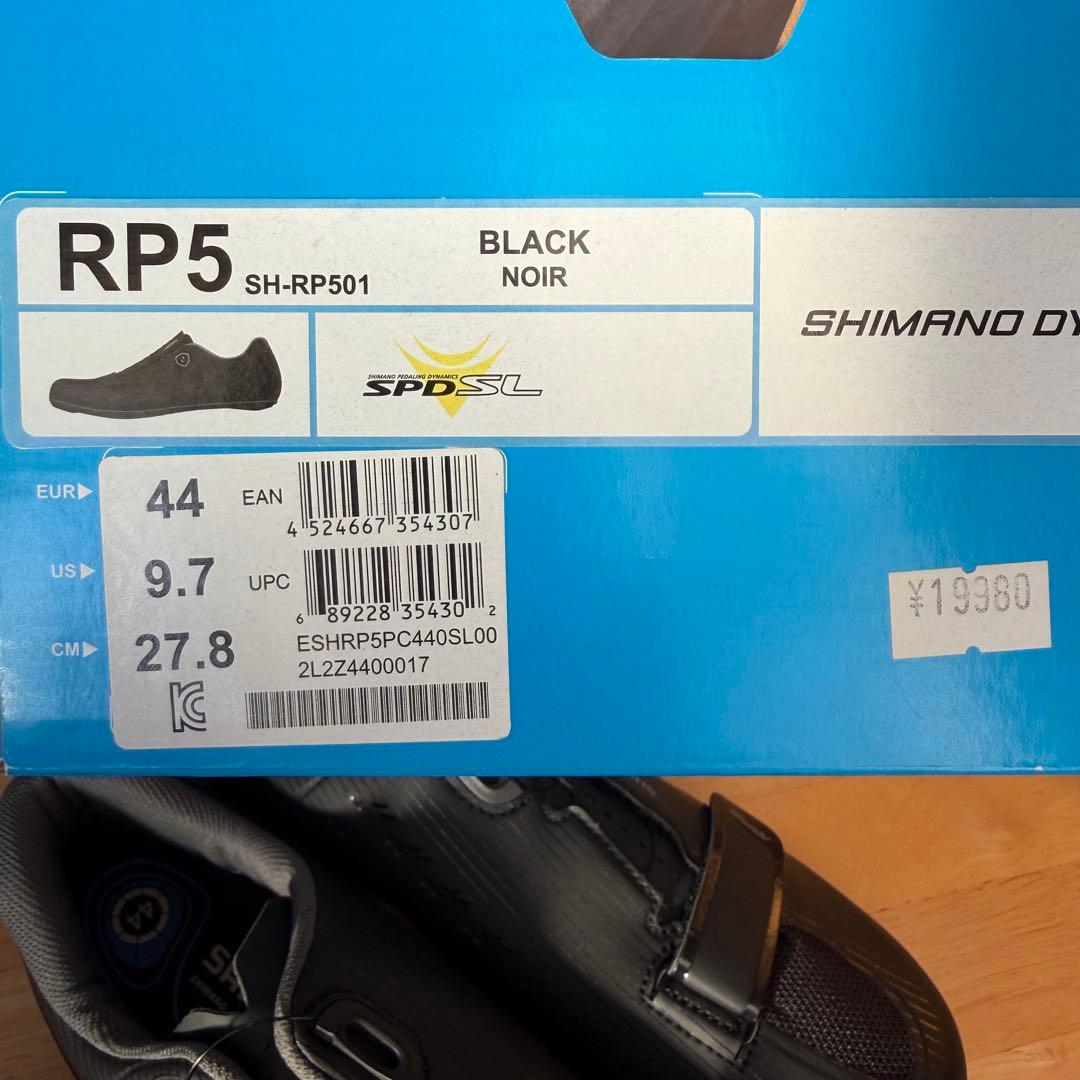 RP5 SH-RP501
BLACK
NOIR
SHIMANO DY
SHIMANO PEDALING DYNAMICS
SPD-SL
EUR 44
US 9.7
CM 27.8
EAN
4 524667 354307
UPC
6 89228 35430 2
ESHRP5PC440SL00
2L2Z4400017
¥19980
44
SH